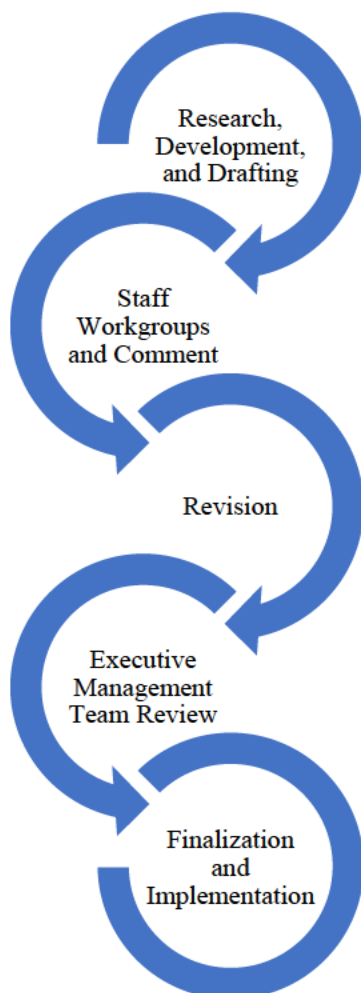 Research,
Development,
and Drafting
Staff
Workgroups
and Comment
Revision
Executive
Management
Team Review
Finalization
and
Implementation